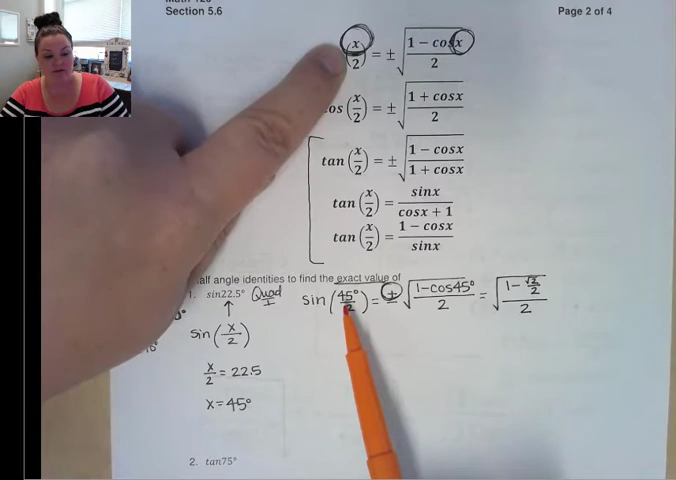 Section 5.6 Page 2 of 4
(x/2) = ± √((1 − cosx)/2)
os (x/2) = ± √((1 + cosx)/2)
tan (x/2) = ± √((1 − cosx)/(1 + cosx))
tan (x/2) = sinx/(cosx + 1)
tan (x/2) = (1 − cosx)/sinx
alf angle identities to find the exact value of
1. sin22.5° Quad I sin(45°/2) = ± √((1−cos45°)/2) = √((1−√2/2)/2)
sin(x/2)
x/2 = 22.5
x = 45°
2. tan75°